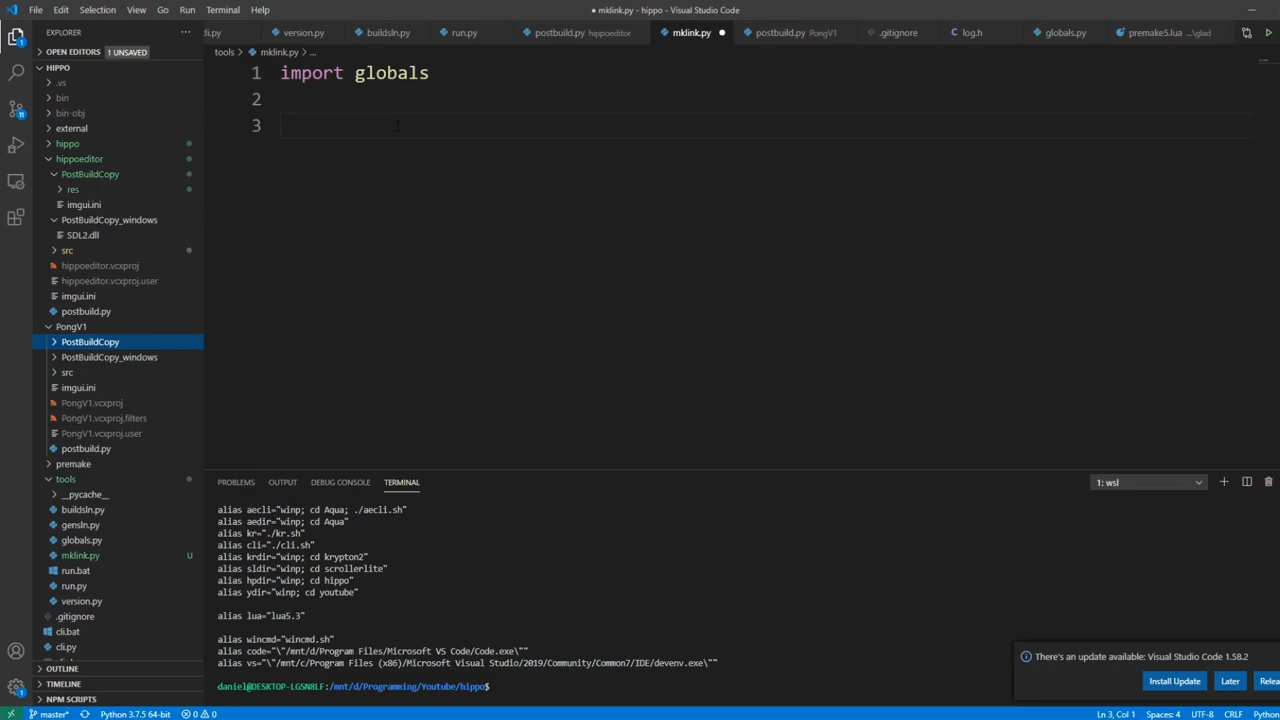 File Edit Selection View Go Run Terminal Help
● mklink.py - hippo - Visual Studio Code
EXPLORER
di.py
version.py
buildsln.py
run.py
postbuild.py hippoeditor
mklink.py
postbuild.py PongV1
.gitignore
log.h
globals.py
premake5.lua ...\glad
OPEN EDITORS 1 UNSAVED
tools > mklink.py > ...
HIPPO
.vs
bin
bin-obj
external
hippo
hippoeditor
PostBuildCopy
res
imgui.ini
PostBuildCopy_windows
SDL2.dll
src
hippoeditor.vcxproj
hippoeditor.vcxproj.user
imgui.ini
postbuild.py
PongV1
PostBuildCopy
PostBuildCopy_windows
src
imgui.ini
PongV1.vcxproj
PongV1.vcxproj.filters
PongV1.vcxproj.user
postbuild.py
premake
tools
__pycache__
buildsln.py
gensln.py
globals.py
mklink.py U
run.bat
run.py
version.py
.gitignore
cli.bat
cli.py
OUTLINE
TIMELINE
NPM SCRIPTS
1 import globals
2
3
PROBLEMS OUTPUT DEBUG CONSOLE TERMINAL
1: wsl
alias aecli="winp; cd Aqua; ./aecli.sh"
alias aedir="winp; cd Aqua"
alias kr="./kr.sh"
alias cli="./cli.sh"
alias krdir="winp; cd krypton2"
alias sldir="winp; cd scrollerlite"
alias hpdir="winp; cd hippo"
alias ydir="winp; cd youtube"
alias lua="lua5.3"
alias wincmd="wincmd.sh"
alias code="\"/mnt/d/Program Files/Microsoft VS Code/Code.exe\""
alias vs="\"/mnt/c/Program Files (x86)/Microsoft Visual Studio/2019/Community/Common7/IDE/devenv.exe\""
daniel@DESKTOP-LGSN8LF:/mnt/d/Programming/Youtube/hippo$
There's an update available: Visual Studio Code 1.58.2
Install Update Later Relea
master* Python 3.7.5 64-bit 0 0
Ln 3, Col 1 Spaces: 4 UTF-8 CRLF Python